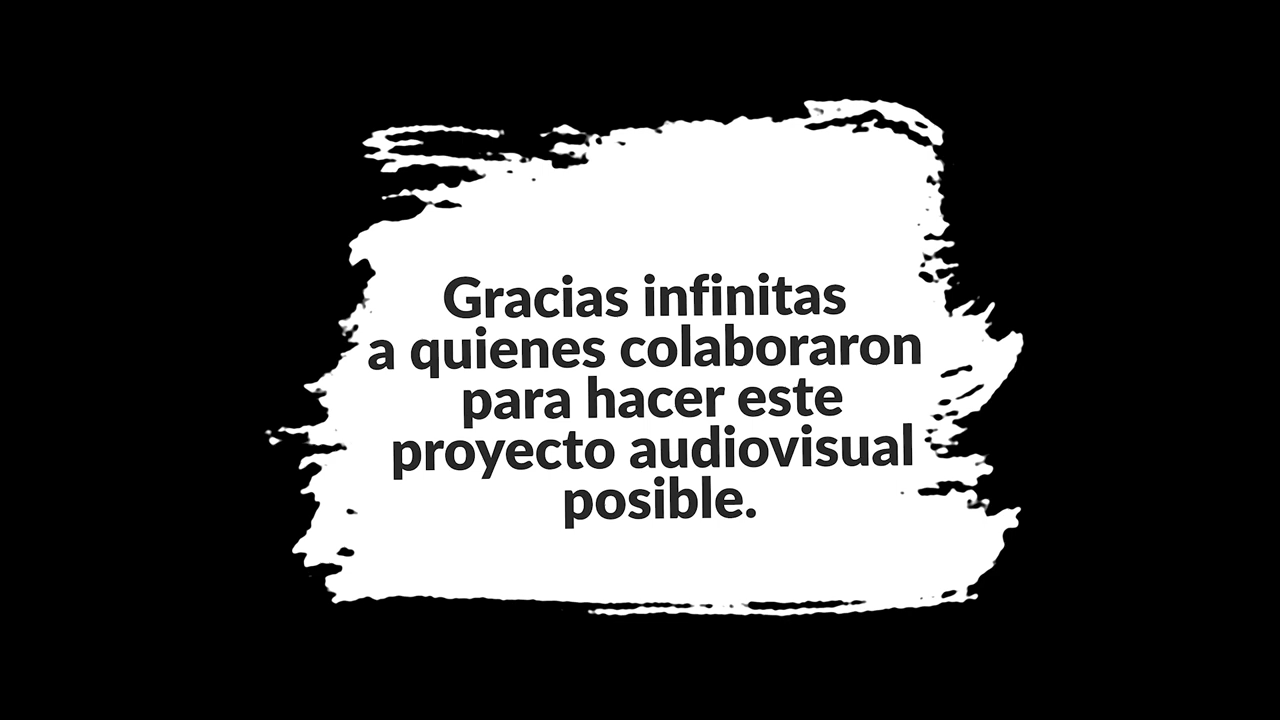 Gracias infinitas
a quienes colaboraron
para hacer este
proyecto audiovisual
posible.